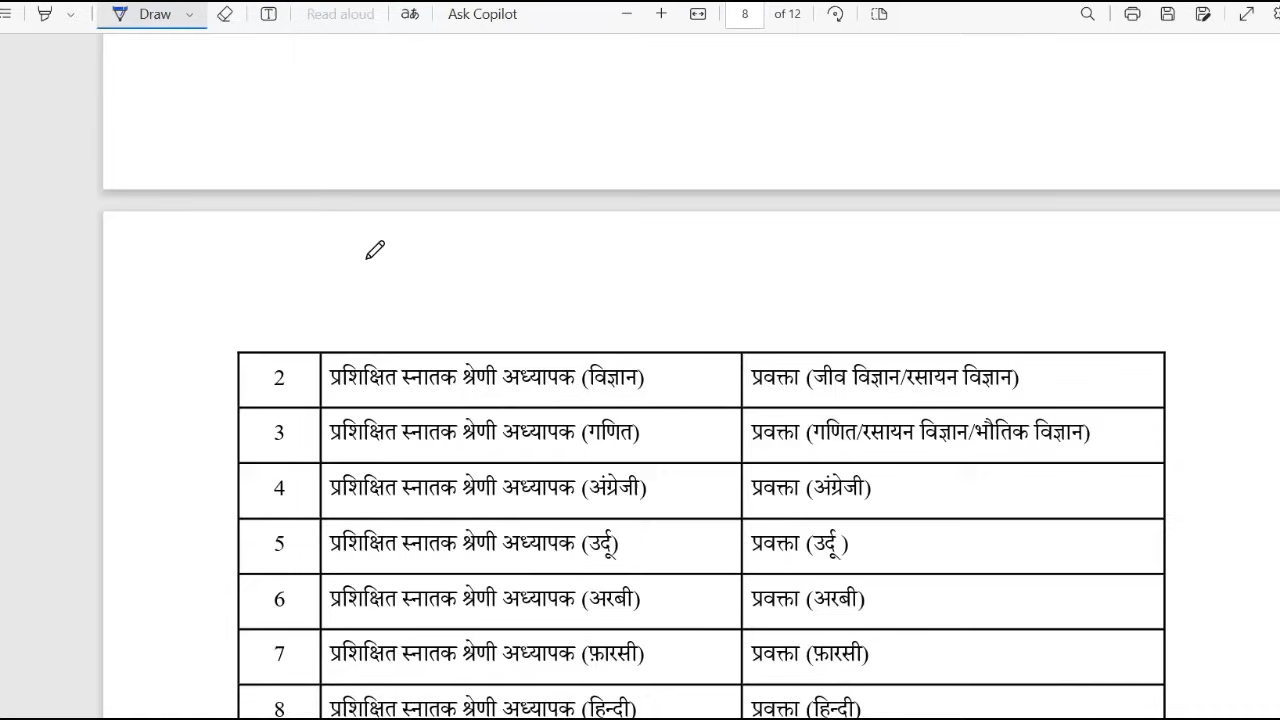 Draw
Read aloud
aあ
Ask Copilot
8 of 12
2 प्रशिक्षित स्नातक श्रेणी अध्यापक (विज्ञान) प्रवक्ता (जीव विज्ञान/रसायन विज्ञान)
3 प्रशिक्षित स्नातक श्रेणी अध्यापक (गणित) प्रवक्ता (गणित/रसायन विज्ञान/भौतिक विज्ञान)
4 प्रशिक्षित स्नातक श्रेणी अध्यापक (अंग्रेजी) प्रवक्ता (अंग्रेजी)
5 प्रशिक्षित स्नातक श्रेणी अध्यापक (उर्दू) प्रवक्ता (उर्दू )
6 प्रशिक्षित स्नातक श्रेणी अध्यापक (अरबी) प्रवक्ता (अरबी)
7 प्रशिक्षित स्नातक श्रेणी अध्यापक (फ़ारसी) प्रवक्ता (फ़ारसी)
8 प्रशिक्षित स्नातक श्रेणी अध्यापक (हिन्दी) प्रवक्ता (हिन्दी)